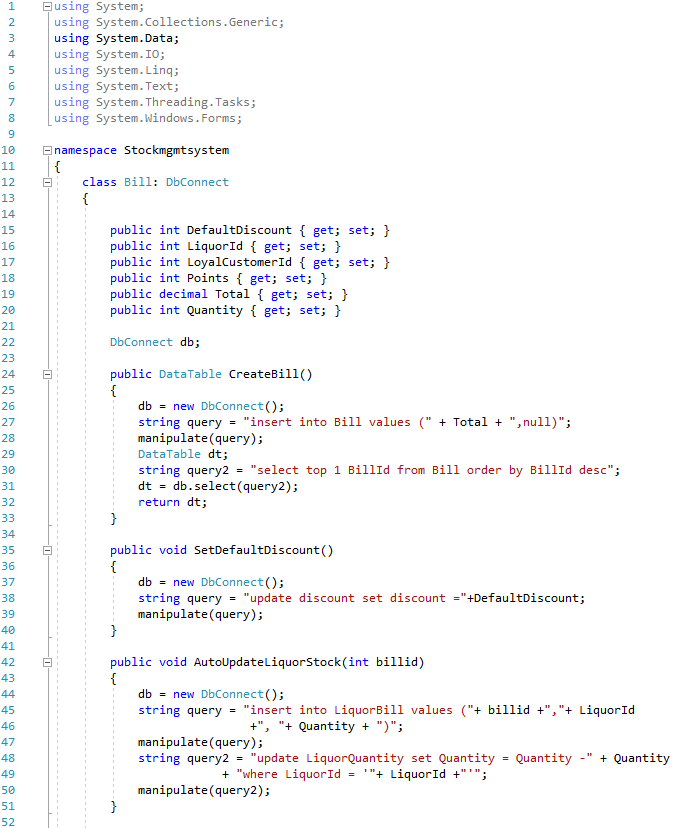 1 using System;
2 using System.Collections.Generic;
3 using System.Data;
4 using System.IO;
5 using System.Linq;
6 using System.Text;
7 using System.Threading.Tasks;
8 using System.Windows.Forms;
9
10 namespace Stockmgmtsystem
11 {
12 class Bill: DbConnect
13 {
14
15 public int DefaultDiscount { get; set; }
16 public int LiquorId { get; set; }
17 public int LoyalCustomerId { get; set; }
18 public int Points { get; set; }
19 public decimal Total { get; set; }
20 public int Quantity { get; set; }
21
22 DbConnect db;
23
24 public DataTable CreateBill()
25 {
26 db = new DbConnect();
27 string query = "insert into Bill values (" + Total + ",null)";
28 manipulate(query);
29 DataTable dt;
30 string query2 = "select top 1 BillId from Bill order by BillId desc";
31 dt = db.select(query2);
32 return dt;
33 }
34
35 public void SetDefaultDiscount()
36 {
37 db = new DbConnect();
38 string query = "update discount set discount ="+DefaultDiscount;
39 manipulate(query);
40 }
41
42 public void AutoUpdateLiquorStock(int billid)
43 {
44 db = new DbConnect();
45 string query = "insert into LiquorBill values ("+ billid +","+ LiquorId
46 +", "+ Quantity + ")";
47 manipulate(query);
48 string query2 = "update LiquorQuantity set Quantity = Quantity -" + Quantity
49 + "where LiquorId = '"+ LiquorId +"'";
50 manipulate(query2);
51 }
52